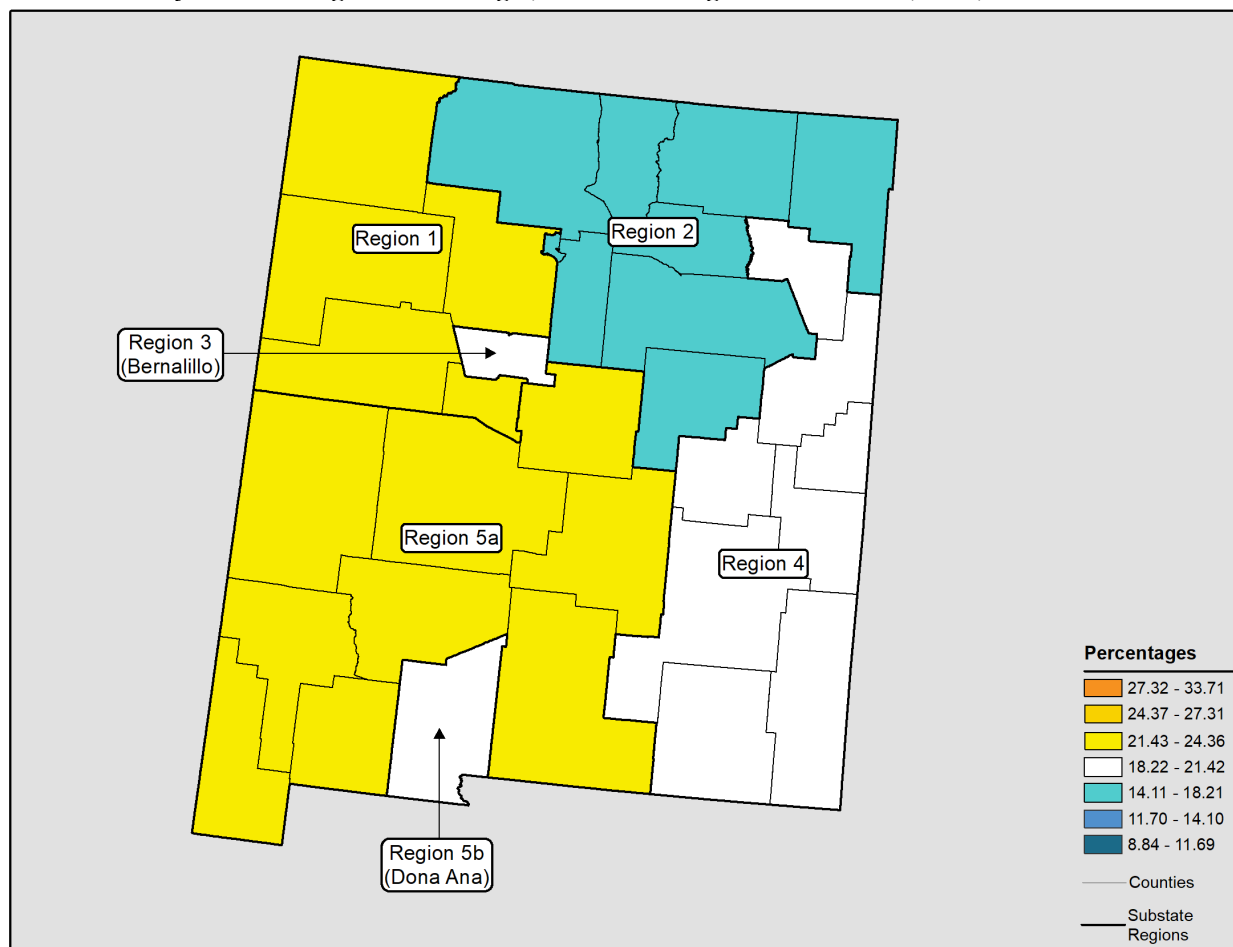 Region 1
Region 2
Region 3
(Bernalillo)
Region 5a
Region 4
Region 5b
(Dona Ana)
Percentages
27.32 - 33.71
24.37 - 27.31
21.43 - 24.36
18.22 - 21.42
14.11 - 18.21
11.70 - 14.10
8.84 - 11.69
Counties
Substate
Regions